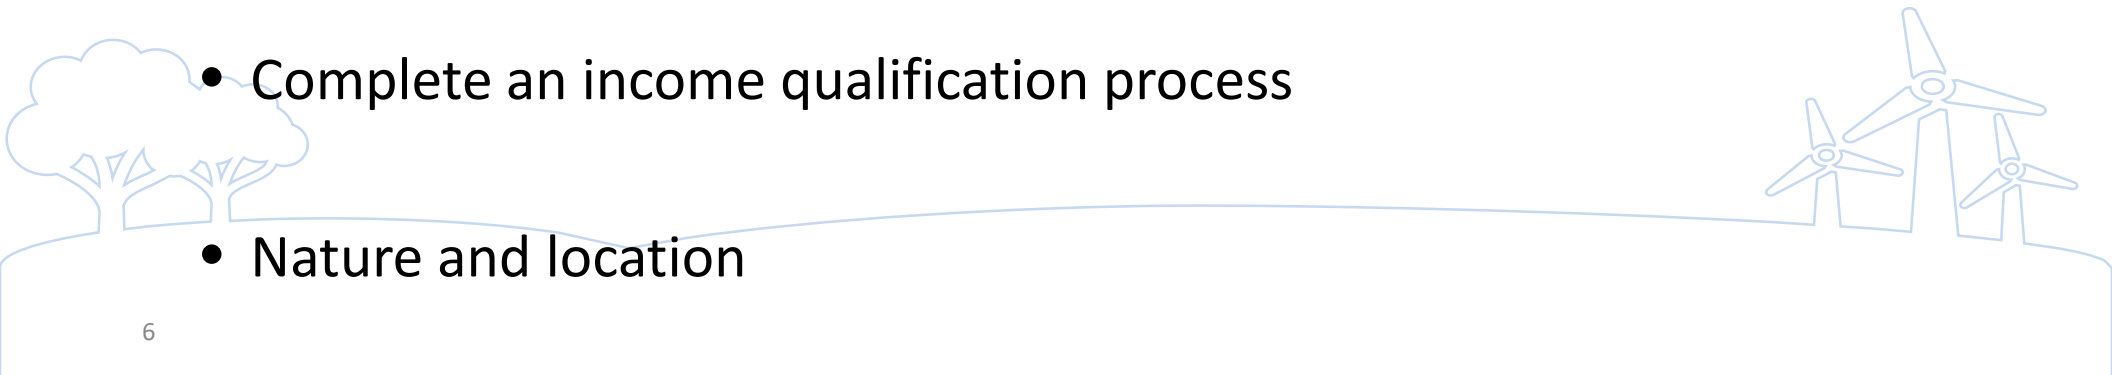 • Complete an income qualification process
• Nature and location
6